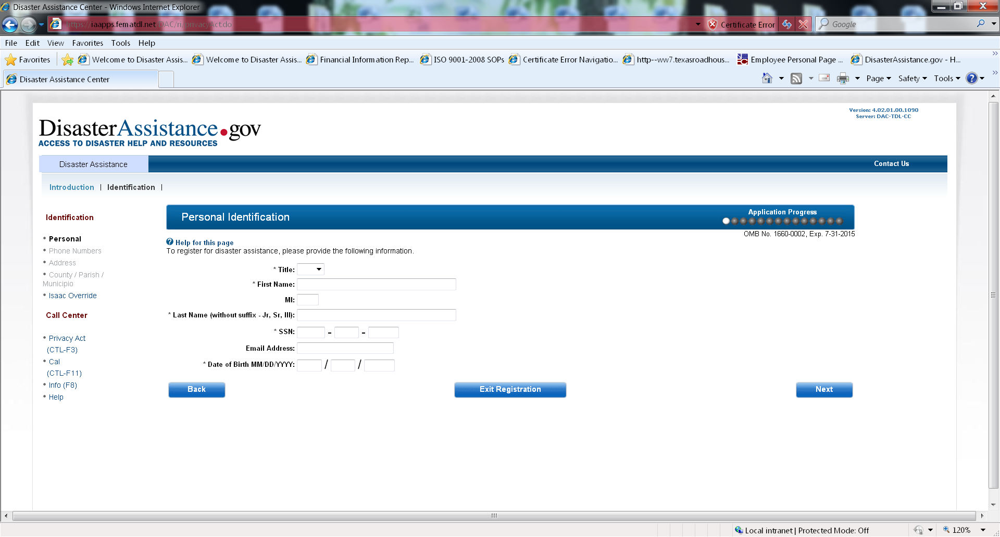 Disaster Assistance Center - Windows Internet Explorer
https://iaapps.fematdl.net/DAC/ri/privacyAct.do
Certificate Error
Google
File Edit View Favorites Tools Help
Favorites Welcome to Disaster Assis... Welcome to Disaster Assis... Financial Information Rep... ISO 9001-2008 SOPs Certificate Error Navigatio... http--ww7.texasroadhous... Employee Personal Page ... DisasterAssistance.gov - H...
Disaster Assistance Center
Page Safety Tools
Version: 4.02.01.00.1090
Server: DAC-TDL-CC
DisasterAssistance.gov
ACCESS TO DISASTER HELP AND RESOURCES
Disaster Assistance
Contact Us
Introduction | Identification |
Identification
• Personal
• Phone Numbers
• Address
• County / Parish /
Municipio
• Isaac Override
Call Center
• Privacy Act
(CTL-F3)
• Cal
(CTL-F11)
• Info (F8)
• Help
Personal Identification
Application Progress
OMB No. 1660-0002, Exp. 7-31-2015
Help for this page
To register for disaster assistance, please provide the following information.
* Title:
* First Name:
MI:
* Last Name (without suffix - Jr, Sr, III):
* SSN: - -
Email Address:
* Date of Birth MM/DD/YYYY: / /
Back
Exit Registration
Next
Local intranet | Protected Mode: Off
120%